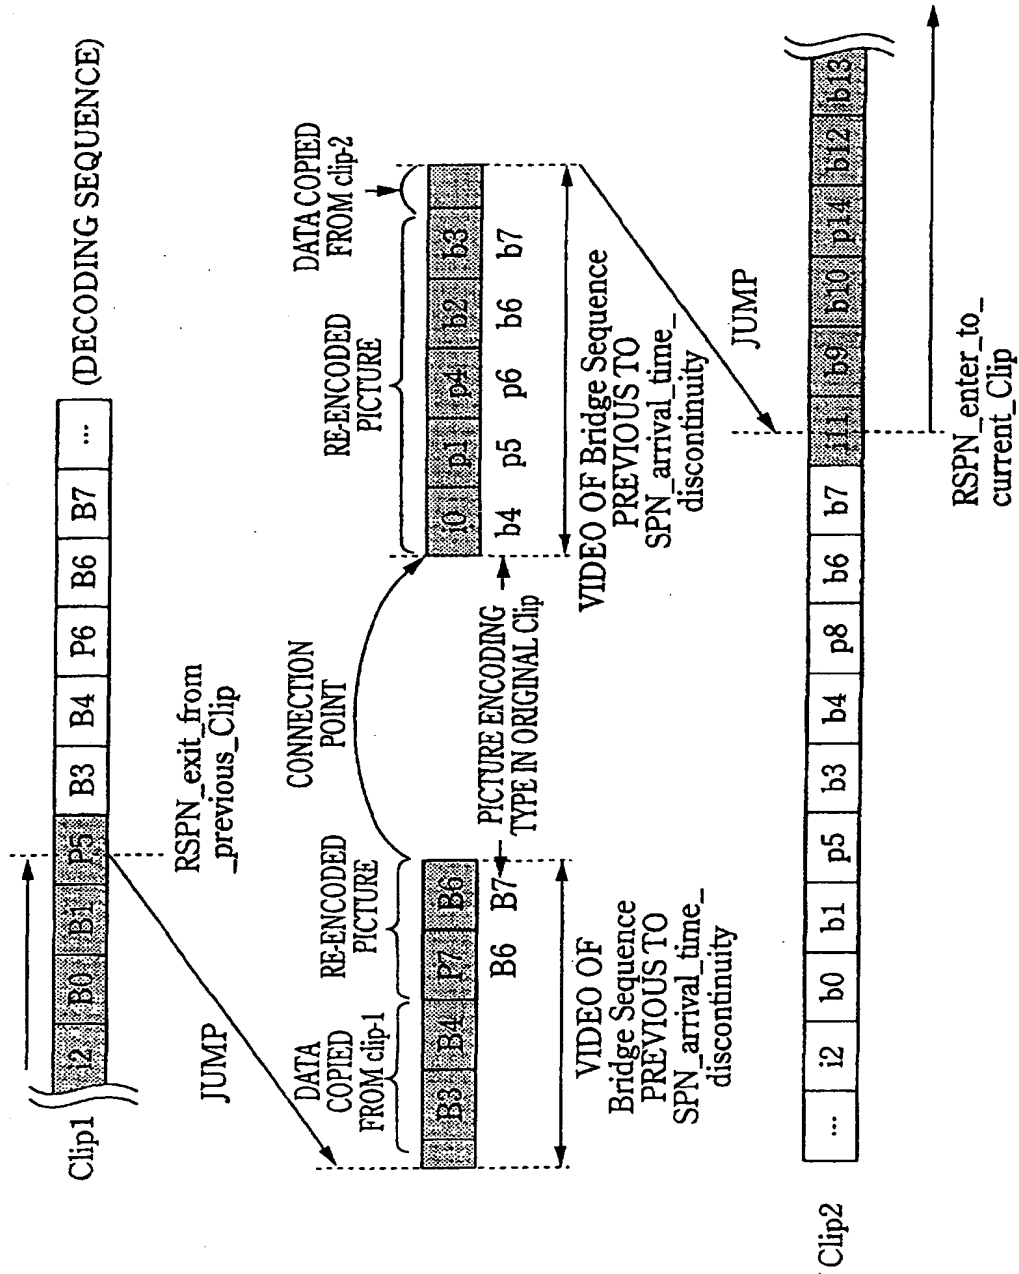 Clip1
i2 B0 B1 P5 B3 B4 P6 B6 B7 ...
(DECODING SEQUENCE)
JUMP
RSPN_exit_from
_previous_Clip
DATA
COPIED
FROM clip-1
RE-ENCODED
PICTURE
CONNECTION
POINT
RE-ENCODED
PICTURE
DATA COPIED
FROM clip-2
B3 B4 P7 B6
B6 B7
i0 p1 p4 b2 b3
b4 p5 p6 b6 b7
PICTURE ENCODING
TYPE IN ORIGINAL Clip
VIDEO OF
Bridge Sequence
PREVIOUS TO
SPN_arrival_time_
discontinuity
VIDEO OF Bridge Sequence
PREVIOUS TO
SPN_arrival_time_
discontinuity
JUMP
Clip2
.... i2 b0 b1 p5 b3 b4 p8 b6 b7 i11 b9 b10 p14 b12 b13
RSPN_enter_to_
current_Clip